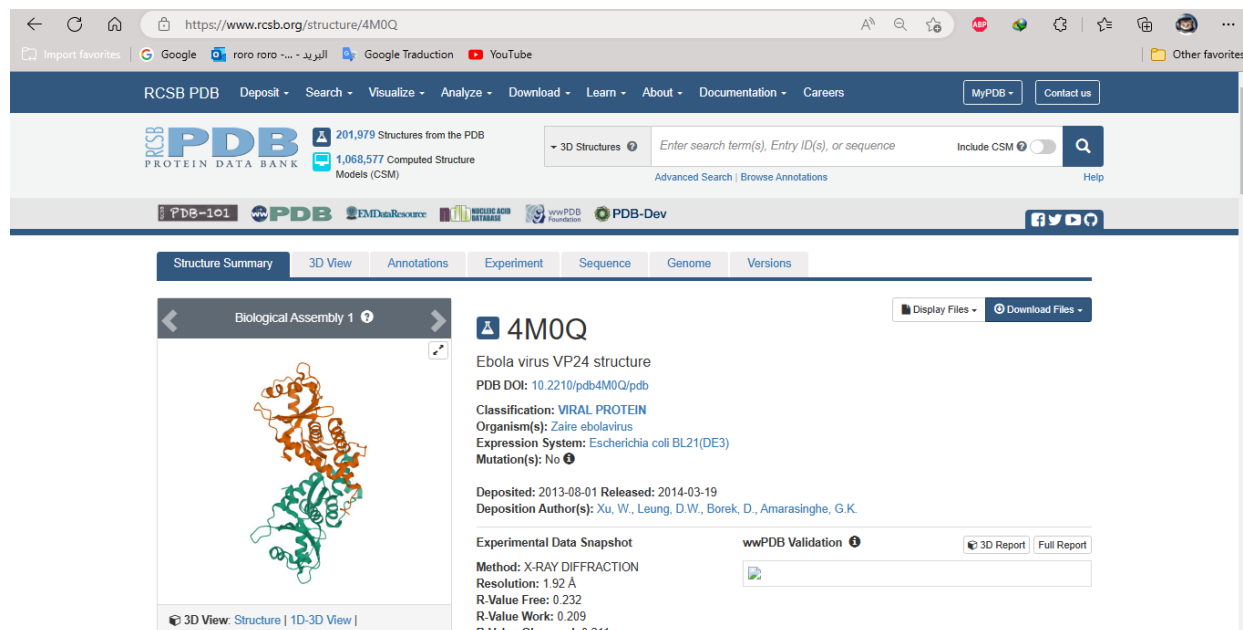 https://www.rcsb.org/structure/4M0Q
Import favorites Google roro roro -... - البريد Google Traduction YouTube Other favorites
RCSB PDB Deposit Search Visualize Analyze Download Learn About Documentation Careers MyPDB Contact us
RCSB PDB
PROTEIN DATA BANK
201,979 Structures from the PDB
1,068,577 Computed Structure
Models (CSM)
3D Structures Enter search term(s), Entry ID(s), or sequence Include CSM
Advanced Search | Browse Annotations Help
PDB-101 wwPDB EMDataResource NUCLEIC ACID DATABASE wwPDB Foundation PDB-Dev
Structure Summary 3D View Annotations Experiment Sequence Genome Versions
Biological Assembly 1
Display Files Download Files
4M0Q
Ebola virus VP24 structure
PDB DOI: 10.2210/pdb4M0Q/pdb
Classification: VIRAL PROTEIN
Organism(s): Zaire ebolavirus
Expression System: Escherichia coli BL21(DE3)
Mutation(s): No
Deposited: 2013-08-01 Released: 2014-03-19
Deposition Author(s): Xu, W., Leung, D.W., Borek, D., Amarasinghe, G.K.
Experimental Data Snapshot wwPDB Validation 3D Report Full Report
Method: X-RAY DIFFRACTION
Resolution: 1.92 Å
R-Value Free: 0.232
R-Value Work: 0.209
3D View: Structure | 1D-3D View |